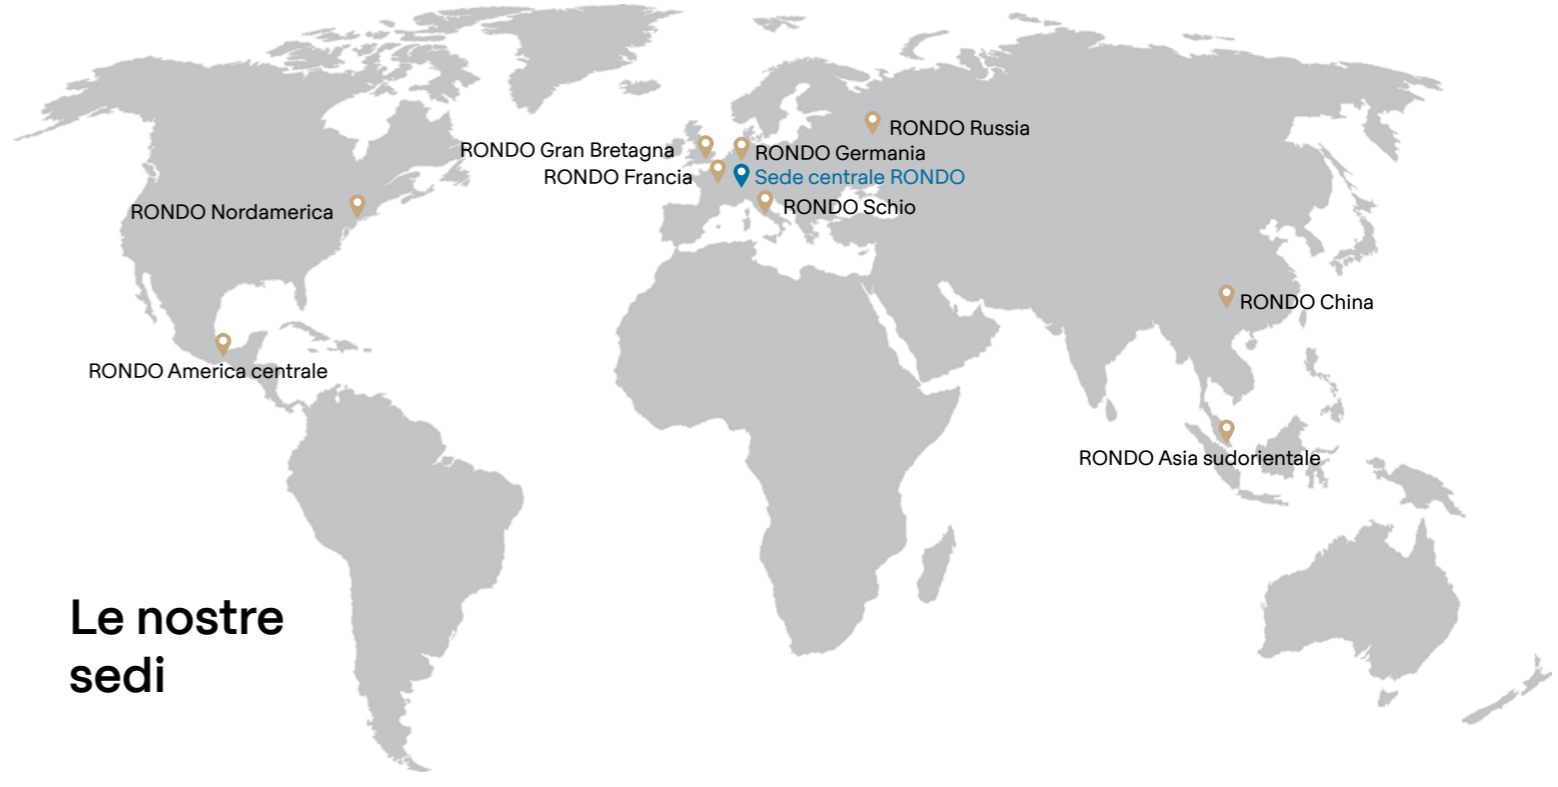 RONDO Russia
RONDO Gran Bretagna
RONDO Germania
RONDO Francia
Sede centrale RONDO
RONDO Nordamerica
RONDO Schio
RONDO China
RONDO America centrale
RONDO Asia sudorientale
Le nostre
sedi